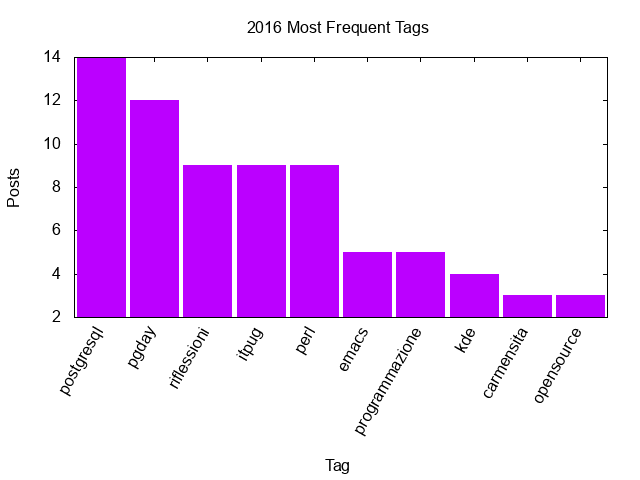 2016 Most Frequent Tags
14
12
10
8
6
4
2
Posts
postgresql
pgday
riflessioni
itpug
perl
emacs
programmazione
kde
carmensita
opensource
Tag